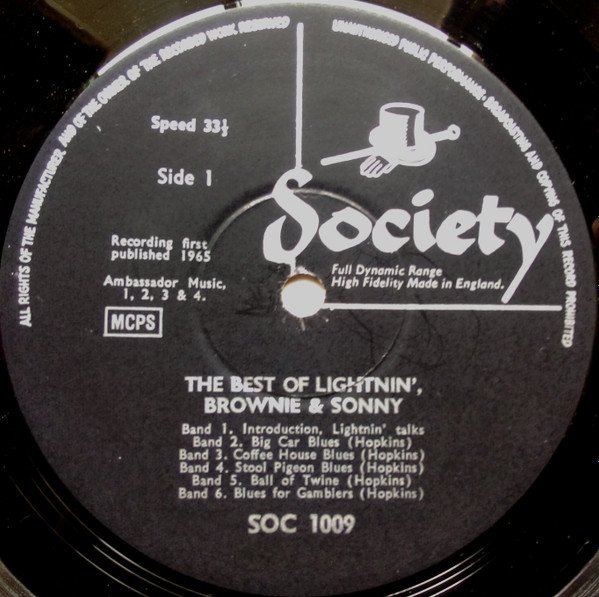 ALL RIGHTS OF THE MANUFACTURER AND OF THE OWNER OF THE RECORDED WORK RESERVED
UNAUTHORISED PUBLIC PERFORMANCE, BROADCASTING AND COPYING OF THIS RECORD PROHIBITED
Speed 33⅓
Side 1
Society
Recording first
published 1965
Full Dynamic Range
High Fidelity Made in England.
Ambassador Music,
1, 2, 3 & 4.
MCPS
THE BEST OF LIGHTNIN',
BROWNIE & SONNY
Band 1. Introduction, Lightnin' talks
Band 2. Big Car Blues (Hopkins)
Band 3. Coffee House Blues (Hopkins)
Band 4. Stool Pigeon Blues (Hopkins)
Band 5. Ball of Twine (Hopkins)
Band 6. Blues for Gamblers (Hopkins)
SOC 1009